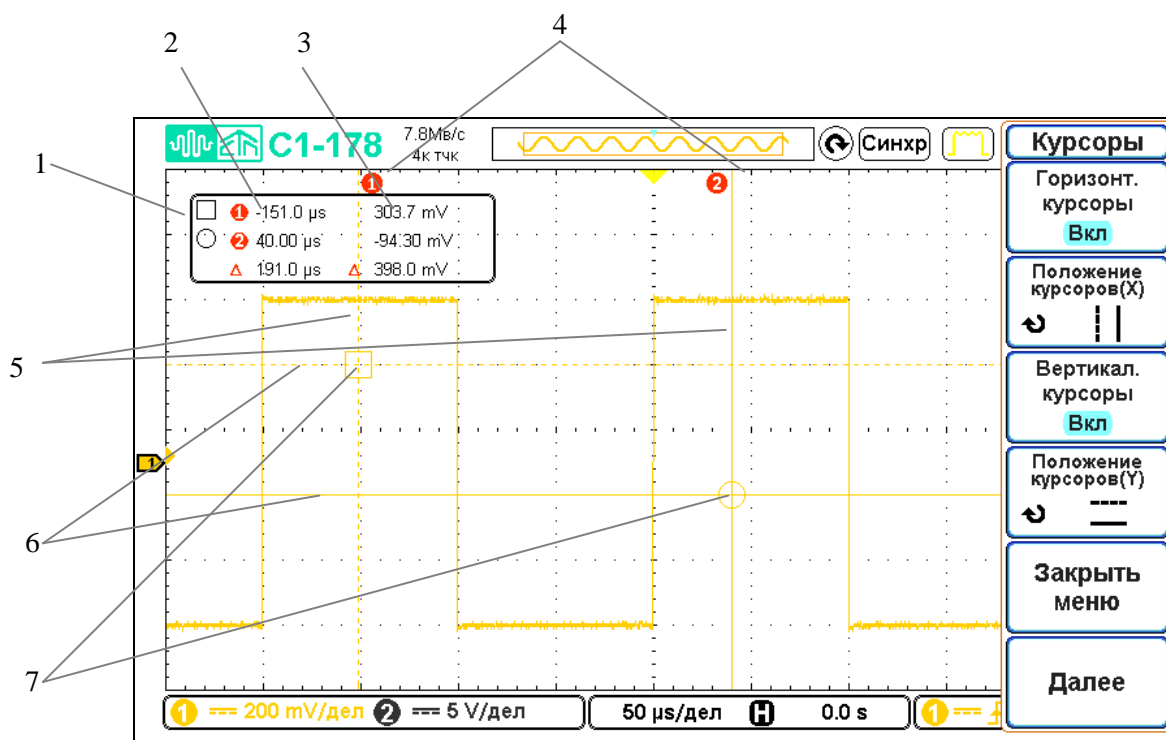 2
3
4
С1-178
7.8Мв/с
4к тчк
Синхр
Курсоры
1
1
2
1 -151.0 µs 303.7 mV
2 40.00 µs -94.30 mV
Δ 191.0 µs Δ 398.0 mV
Горизонт.
курсоры
Вкл
Положение
курсоров(X)
5
Вертикал.
курсоры
Вкл
1
Положение
курсоров(Y)
6
Закрыть
меню
7
Далее
1 200 mV/дел 2 5 V/дел 50 µs/дел H 0.0 s 1